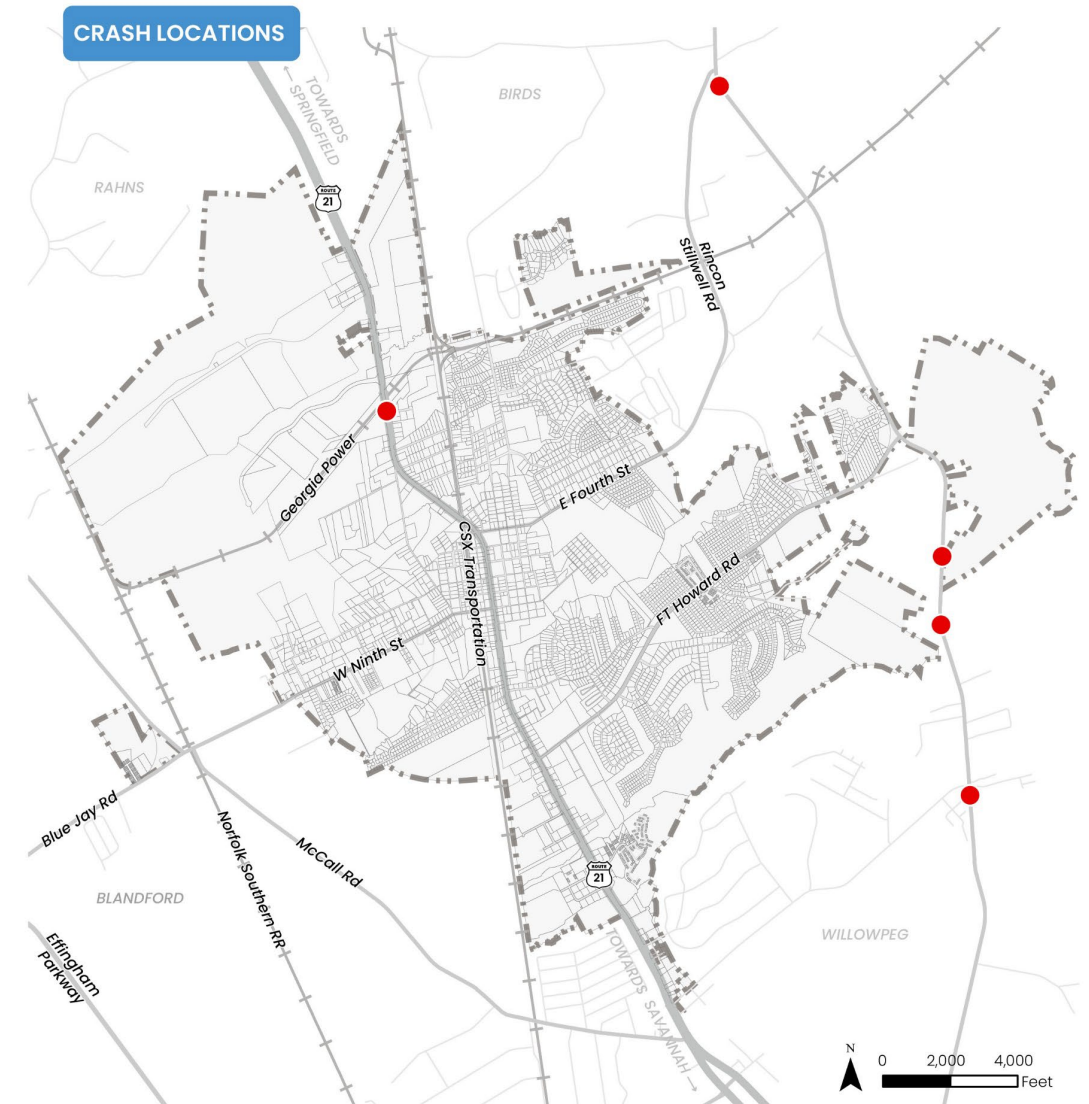 CRASH LOCATIONS
← TOWARDS
SPRINGFIELD
BIRDS
RAHNS
ROUTE
21
Rincon
Stillwell Rd
Georgia Power
E Fourth St
CSX Transportation
FT Howard Rd
W Ninth St
Blue Jay Rd
Norfolk Southern RR
McCall Rd
ROUTE
21
BLANDFORD
WILLOWPEG
Effingham
Parkway
TOWARDS SAVANNAH →
N
0 2,000 4,000
Feet